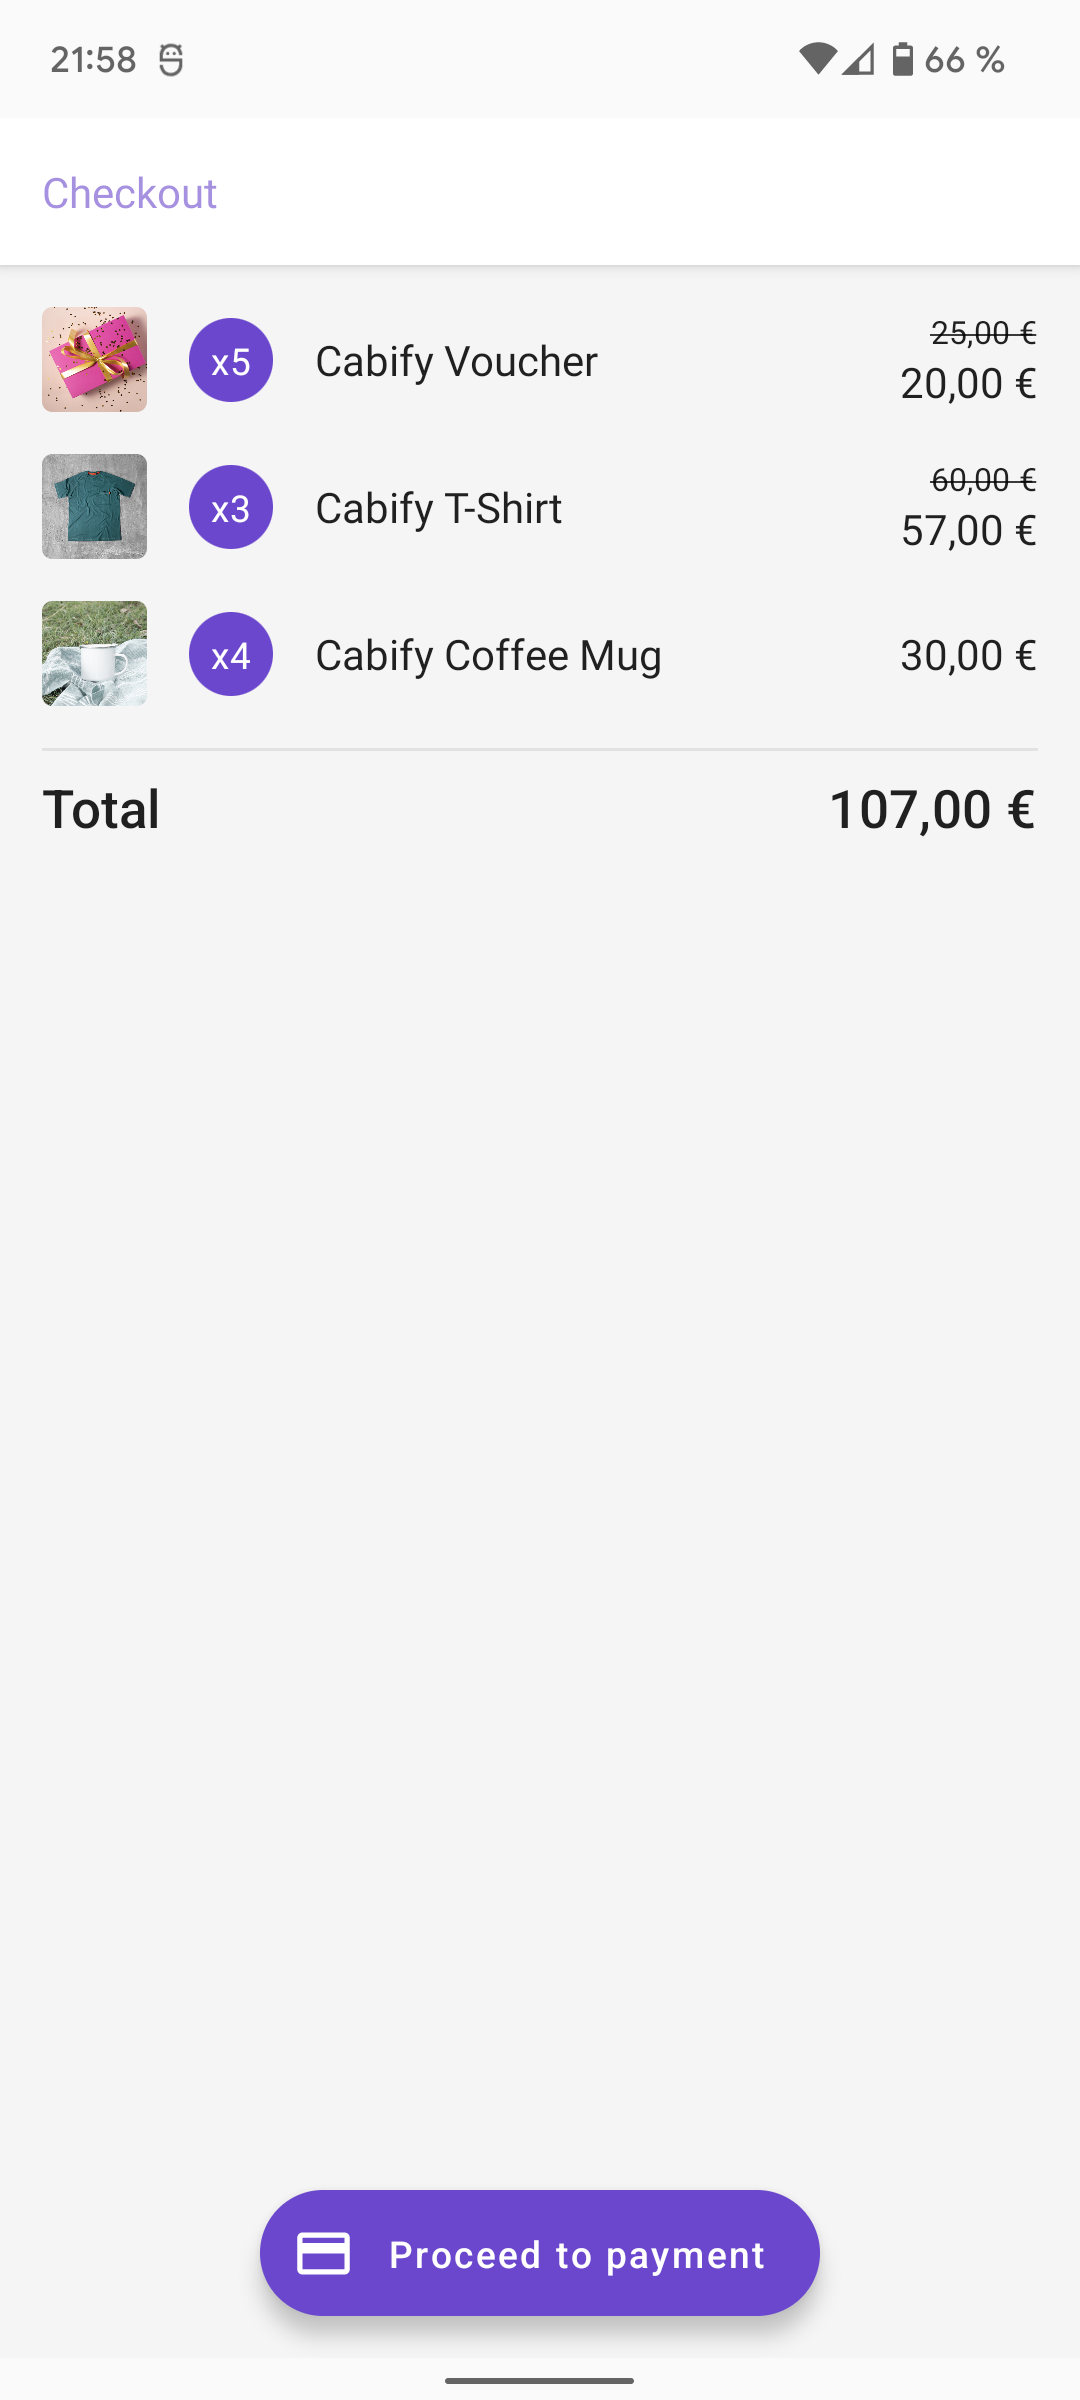 21:58 66 %
Checkout
x5 Cabify Voucher 25,00 €
20,00 €
x3 Cabify T-Shirt 60,00 €
57,00 €
x4 Cabify Coffee Mug 30,00 €
Total 107,00 €
Proceed to payment